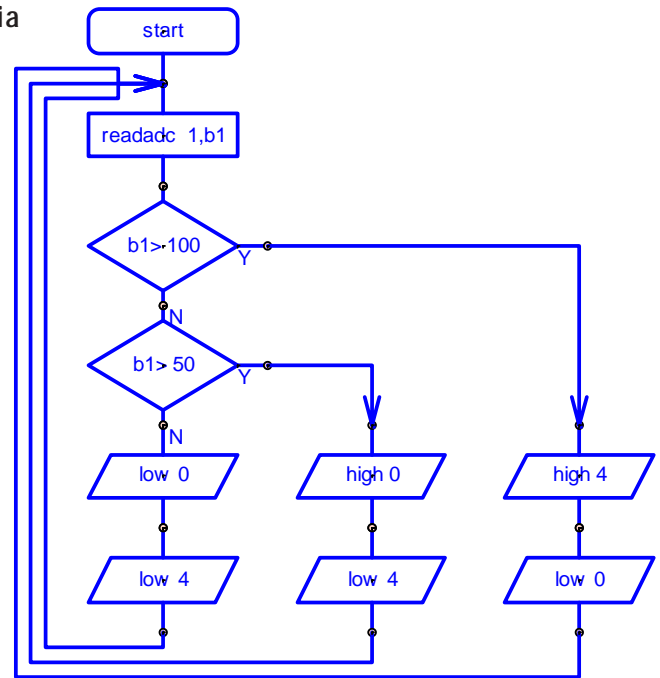 ia
start
readadc 1,b1
b1> 100
Y
N
b1> 50
Y
N
low 0
high 0
high 4
low 4
low 4
low 0